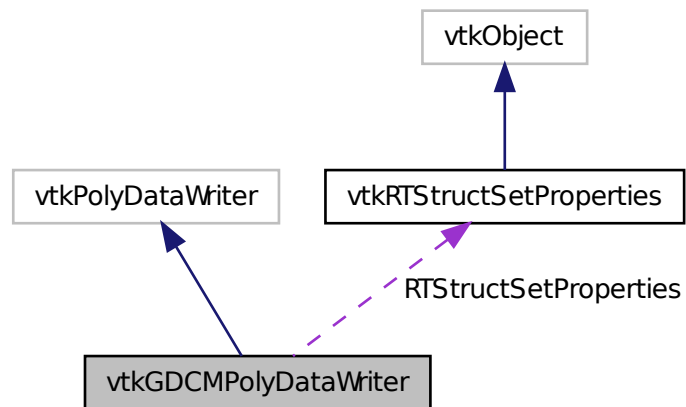 vtkObject
vtkPolyDataWriter
vtkRTStructSetProperties
RTStructSetProperties
vtkGDCMPolyDataWriter